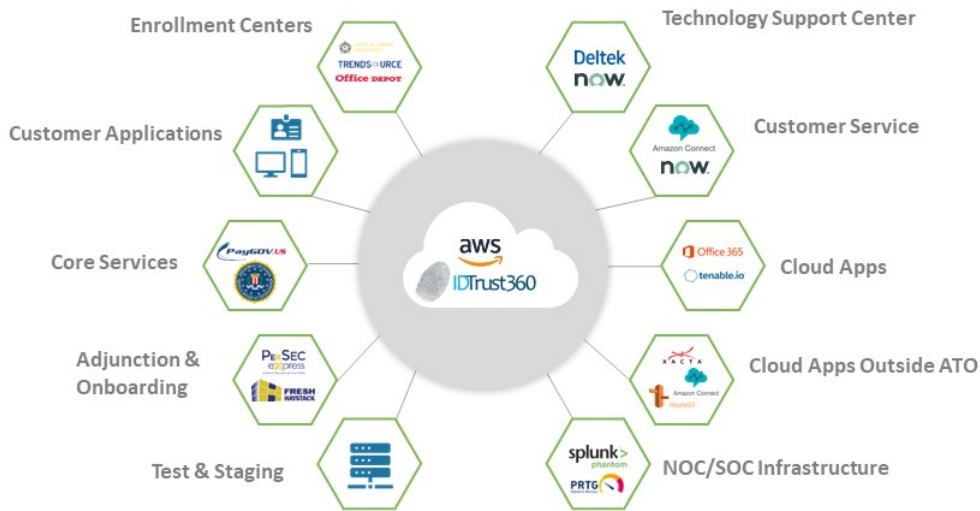 Enrollment Centers
TRENDSOURCE
Office DEPOT
Technology Support Center
Deltek
now.
Customer Applications
Customer Service
Amazon Connect
now.
Core Services
PayGOV.US
aws
IDTrust360
Cloud Apps
Office 365
tenable.io
Adjunction &
Onboarding
PERSEC
express
FRESH
HAYSTACK
Cloud Apps Outside ATO
XACTA
Amazon Connect
Route53
Test & Staging
NOC/SOC Infrastructure
splunk>
phantom
PRTG